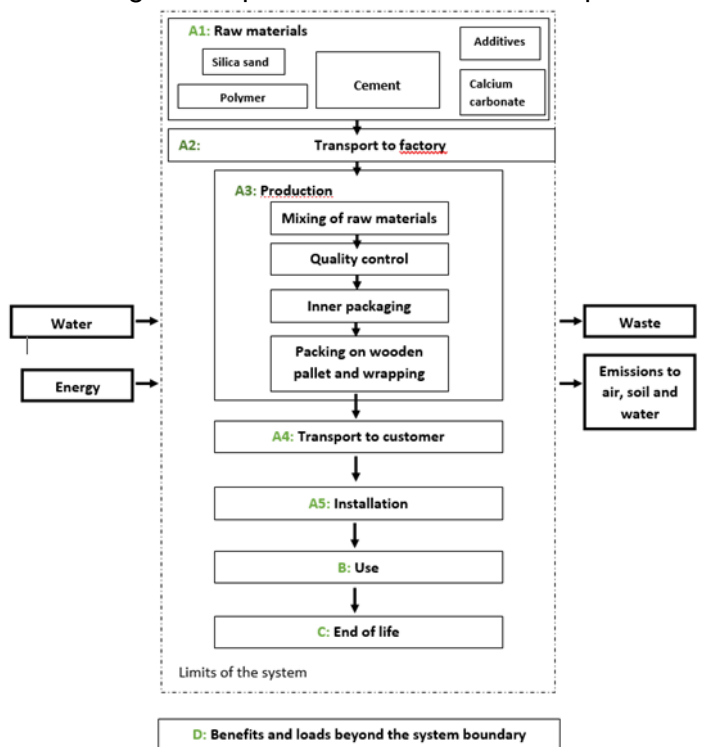 A1: Raw materials
Additives
Silica sand
Cement
Calcium
carbonate
Polymer
A2: Transport to factory
A3: Production
Mixing of raw materials
Quality control
Inner packaging
Packing on wooden
pallet and wrapping
Water
Energy
Waste
Emissions to
air, soil and
water
A4: Transport to customer
A5: Installation
B: Use
C: End of life
Limits of the system
D: Benefits and loads beyond the system boundary